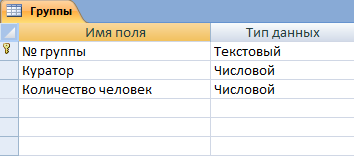 Группы
Имя поля Тип данных
№ группы Текстовый
Куратор Числовой
Количество человек Числовой